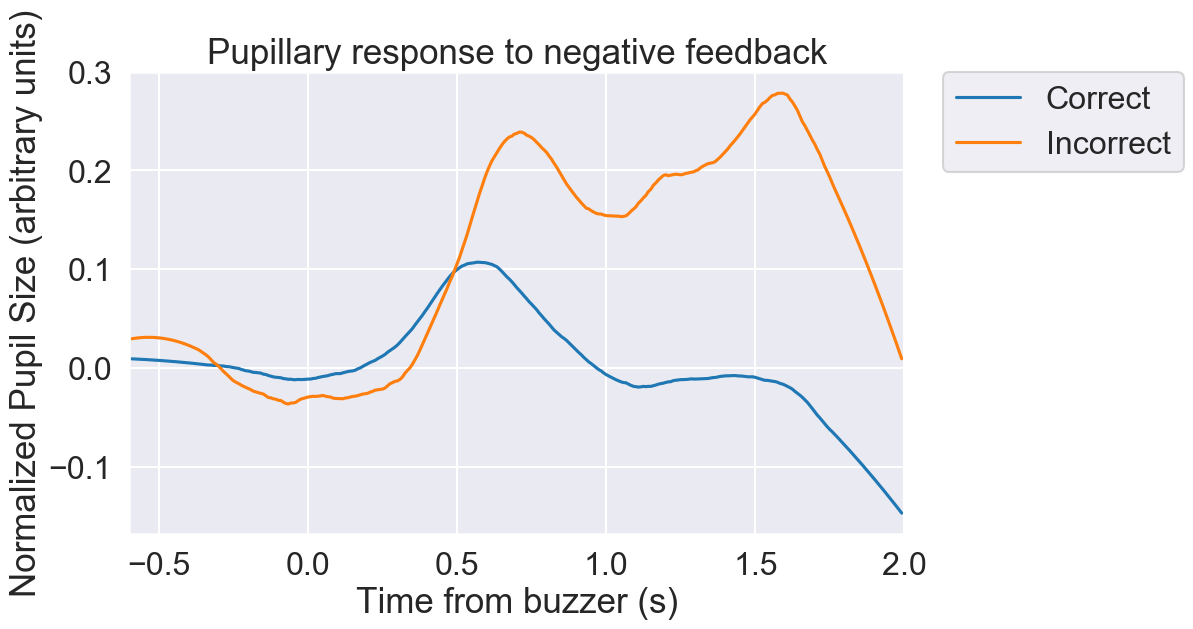 Pupillary response to negative feedback
Normalized Pupil Size (arbitrary units)
0.3
0.2
0.1
0.0
−0.1
−0.5
0.0
0.5
1.0
1.5
2.0
Time from buzzer (s)
Correct
Incorrect